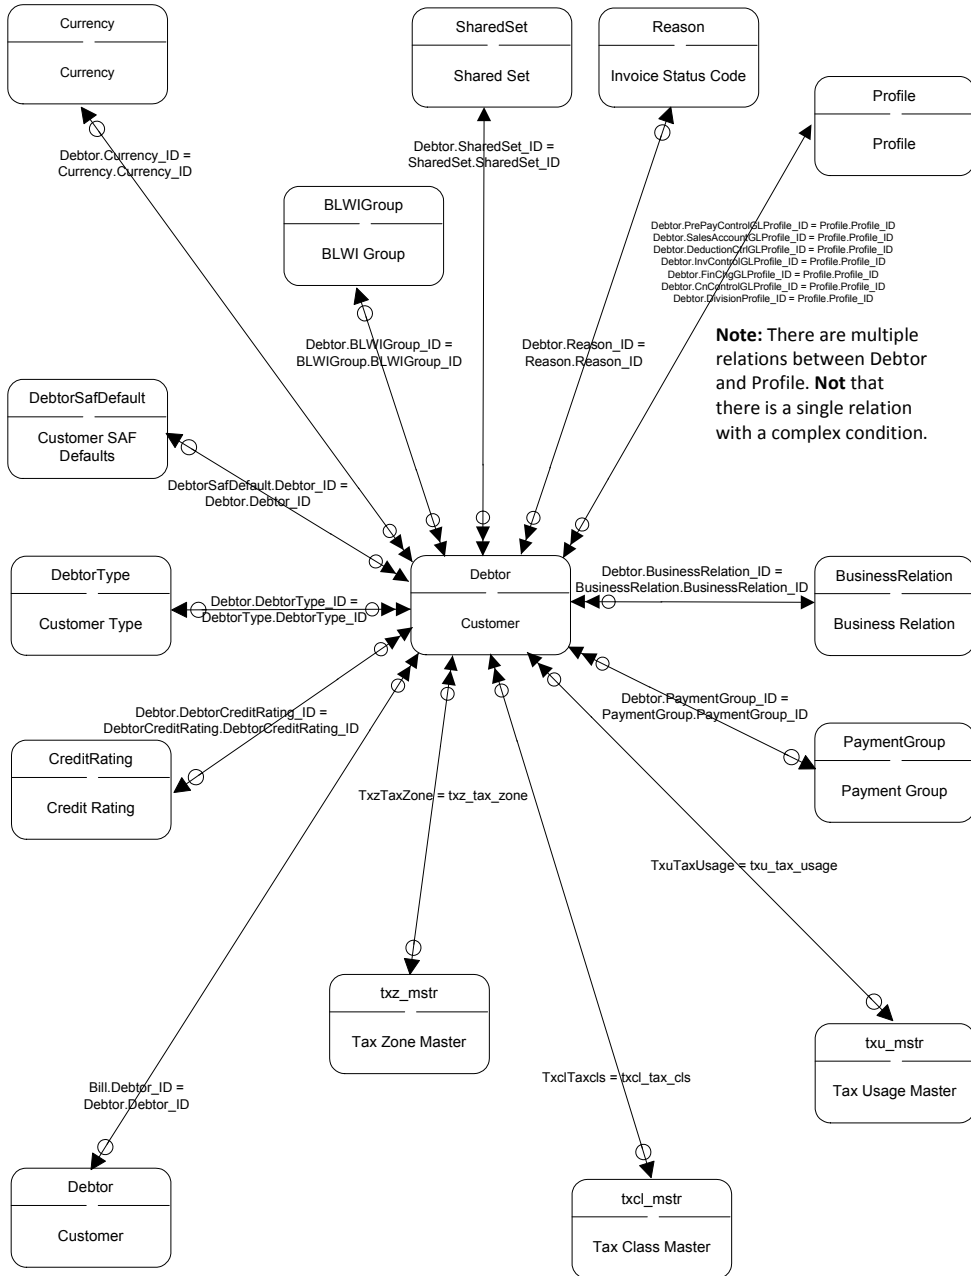 Currency
Currency
SharedSet
Shared Set
Reason
Invoice Status Code
Profile
Profile
Debtor.Currency_ID =
Currency.Currency_ID
Debtor.SharedSet_ID =
SharedSet.SharedSet_ID
BLWIGroup
BLWI Group
Debtor.PrePayControlGLProfile_ID = Profile.Profile_ID
Debtor.SalesAccountGLProfile_ID = Profile.Profile_ID
Debtor.DeductionCtrlGLProfile_ID = Profile.Profile_ID
Debtor.InvControlGLProfile_ID = Profile.Profile_ID
Debtor.FinChgGLProfile_ID = Profile.Profile_ID
Debtor.CnControlGLProfile_ID = Profile.Profile_ID
Debtor.DivisionProfile_ID = Profile.Profile_ID
Debtor.BLWIGroup_ID =
BLWIGroup.BLWIGroup_ID
Debtor.Reason_ID =
Reason.Reason_ID
Note: There are multiple
relations between Debtor
and Profile. Not that
there is a single relation
with a complex condition.
DebtorSafDefault
Customer SAF
Defaults
DebtorSafDefault.Debtor_ID =
Debtor.Debtor_ID
DebtorType
Customer Type
Debtor.DebtorType_ID =
DebtorType.DebtorType_ID
Debtor
Customer
Debtor.BusinessRelation_ID =
BusinessRelation.BusinessRelation_ID
BusinessRelation
Business Relation
Debtor.DebtorCreditRating_ID =
DebtorCreditRating.DebtorCreditRating_ID
Debtor.PaymentGroup_ID =
PaymentGroup.PaymentGroup_ID
CreditRating
Credit Rating
PaymentGroup
Payment Group
TxzTaxZone = txz_tax_zone
TxuTaxUsage = txu_tax_usage
txz_mstr
Tax Zone Master
txu_mstr
Tax Usage Master
TxclTaxcls = txcl_tax_cls
Bill.Debtor_ID =
Debtor.Debtor_ID
Debtor
Customer
txcl_mstr
Tax Class Master